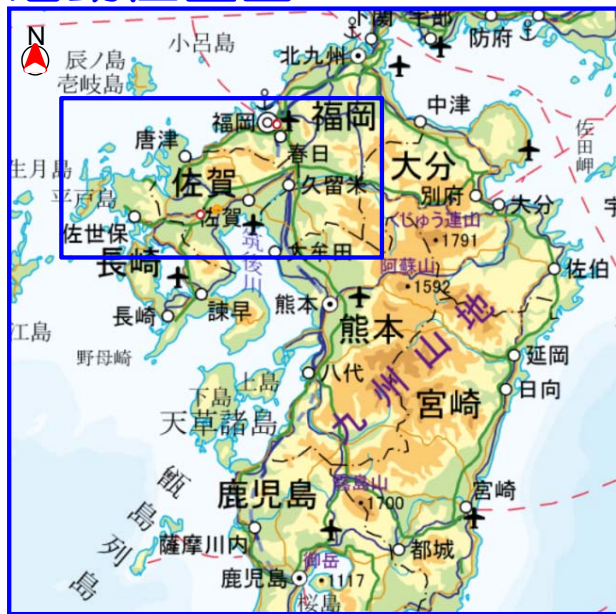 N
下関
宇部
防府
小呂島
北九州
辰ノ島
壱岐島
福岡
福岡
中津
唐津
春日
佐田岬
生月島
平戸島
佐賀
久留米
大分
別府
大分
佐賀
佐世保
くじゅう連山
・1791
筑後川
大牟田
長崎
阿蘇山
・1592
佐伯
長崎
諫早
熊本
熊本
江島
野母崎
九州山地
延岡
上島
八代
下島
日向
天草諸島
宮崎
霧島山
鹿児島
・1700
宮崎
甑島列島
薩摩川内
都城
御岳
鹿児島
・1117
桜島